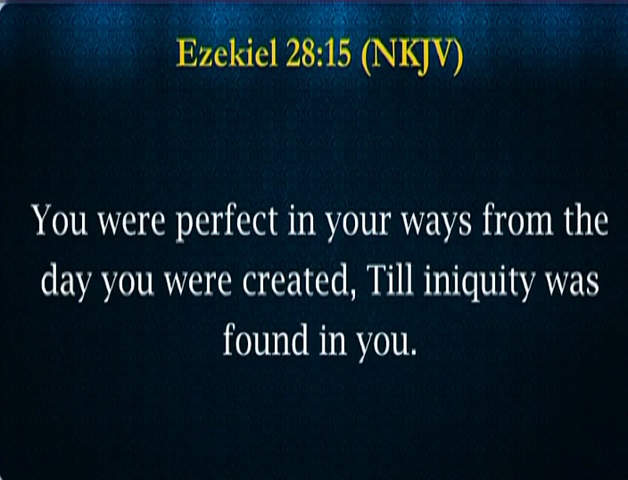 Ezekiel 28:15 (NKJV)
You were perfect in your ways from the
day you were created, Till iniquity was
found in you.